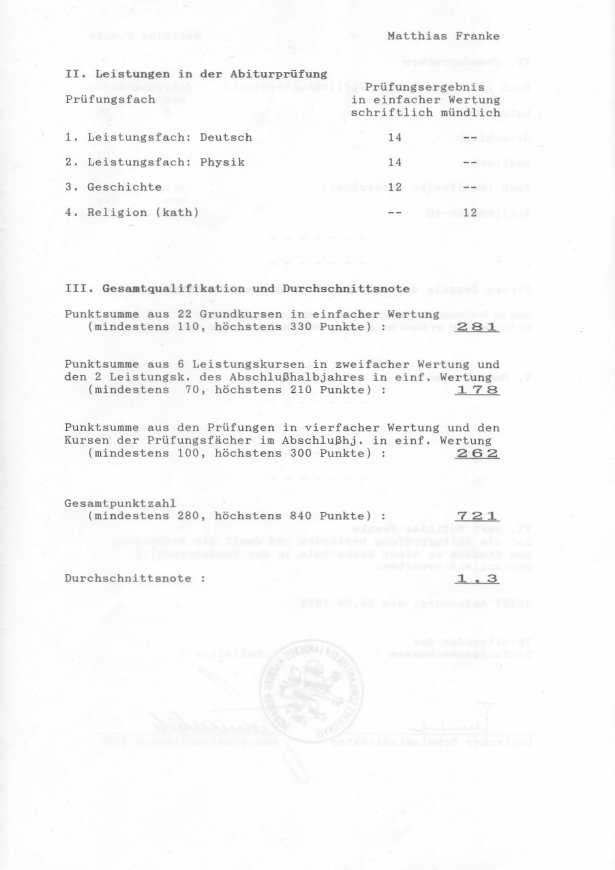 Matthias Franke
II. Leistungen in der Abiturprüfung
Prüfungsergebnis
Prüfungsfach in einfacher Wertung
schriftlich mündlich
1. Leistungsfach: Deutsch 14 --
2. Leistungsfach: Physik 14 --
3. Geschichte 12 --
4. Religion (kath) -- 12
III. Gesamtqualifikation und Durchschnittsnote
Punktsumme aus 22 Grundkursen in einfacher Wertung
(mindestens 110, höchstens 330 Punkte) : 281
Punktsumme aus 6 Leistungskursen in zweifacher Wertung und
den 2 Leistungsk. des Abschlußhalbjahres in einf. Wertung
(mindestens 70, höchstens 210 Punkte) : 178
Punktsumme aus den Prüfungen in vierfacher Wertung und den
Kursen der Prüfungsfächer im Abschlußhj. in einf. Wertung
(mindestens 100, höchstens 300 Punkte) : 262
Gesamtpunktzahl
(mindestens 280, höchstens 840 Punkte) : 721
Durchschnittsnote : 1,3